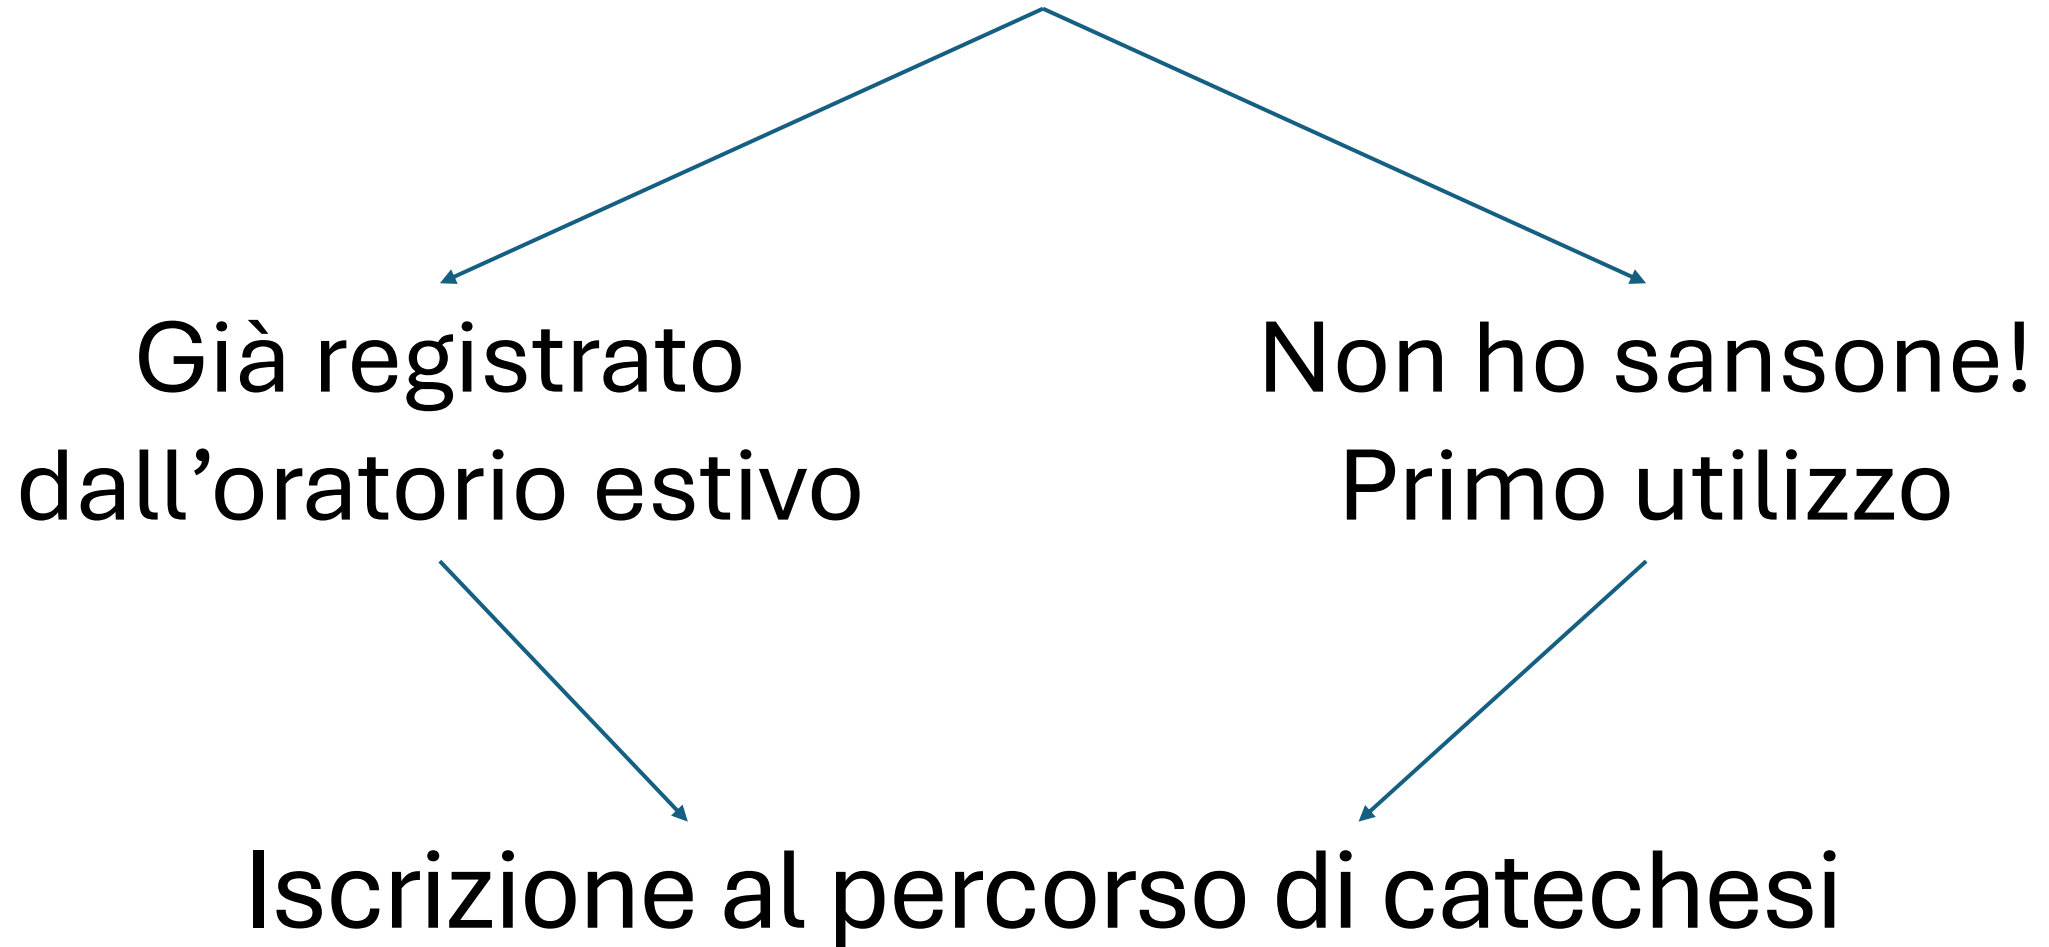 Già registrato
dall’oratorio estivo
Non ho sansone!
Primo utilizzo
Iscrizione al percorso di catechesi